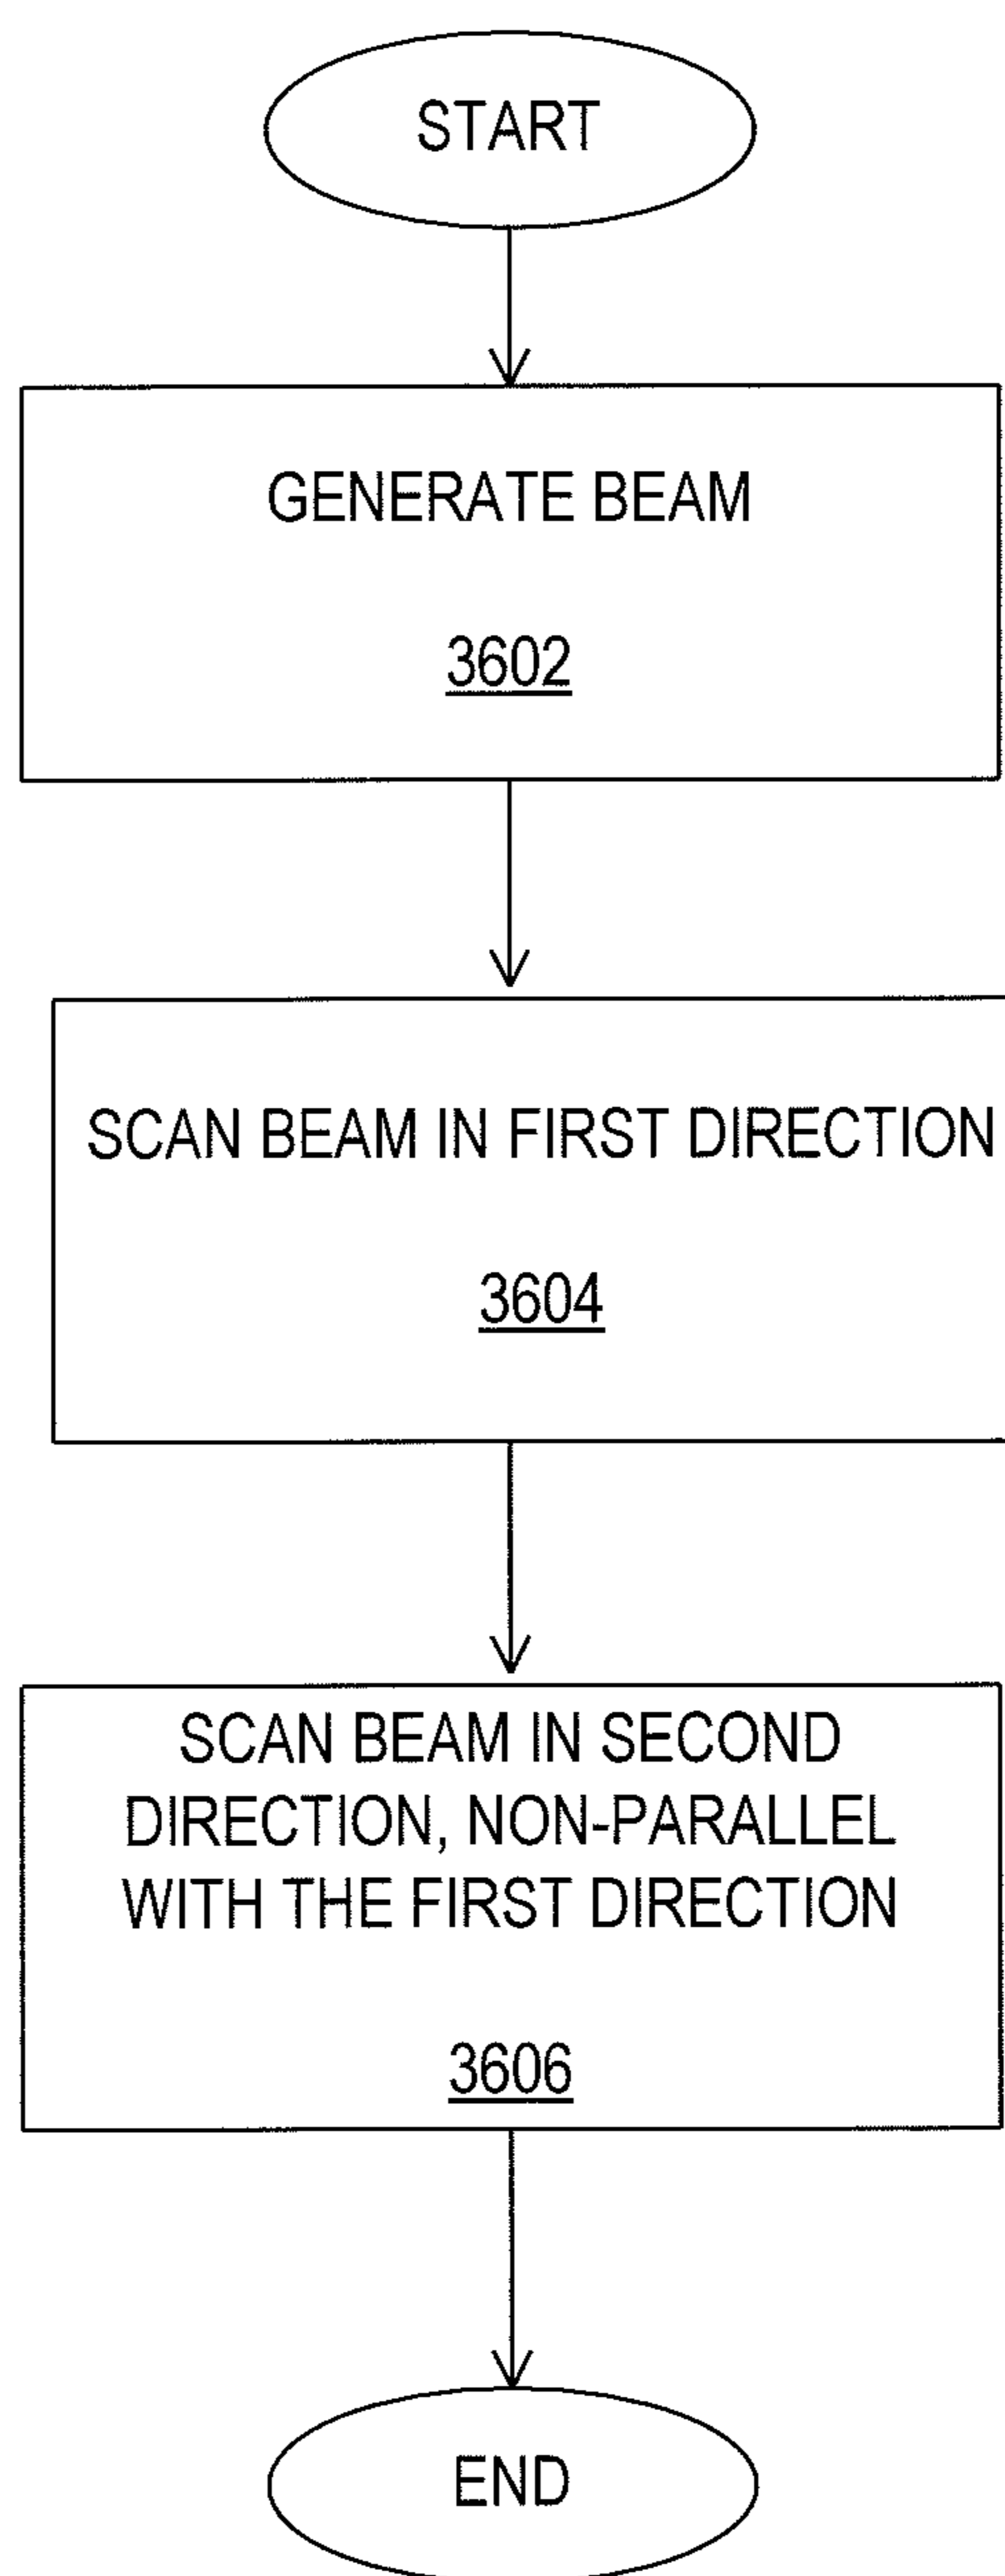 START
GENERATE BEAM
3602
SCAN BEAM IN FIRST DIRECTION
3604
SCAN BEAM IN SECOND
DIRECTION, NON-PARALLEL
WITH THE FIRST DIRECTION
3606
END